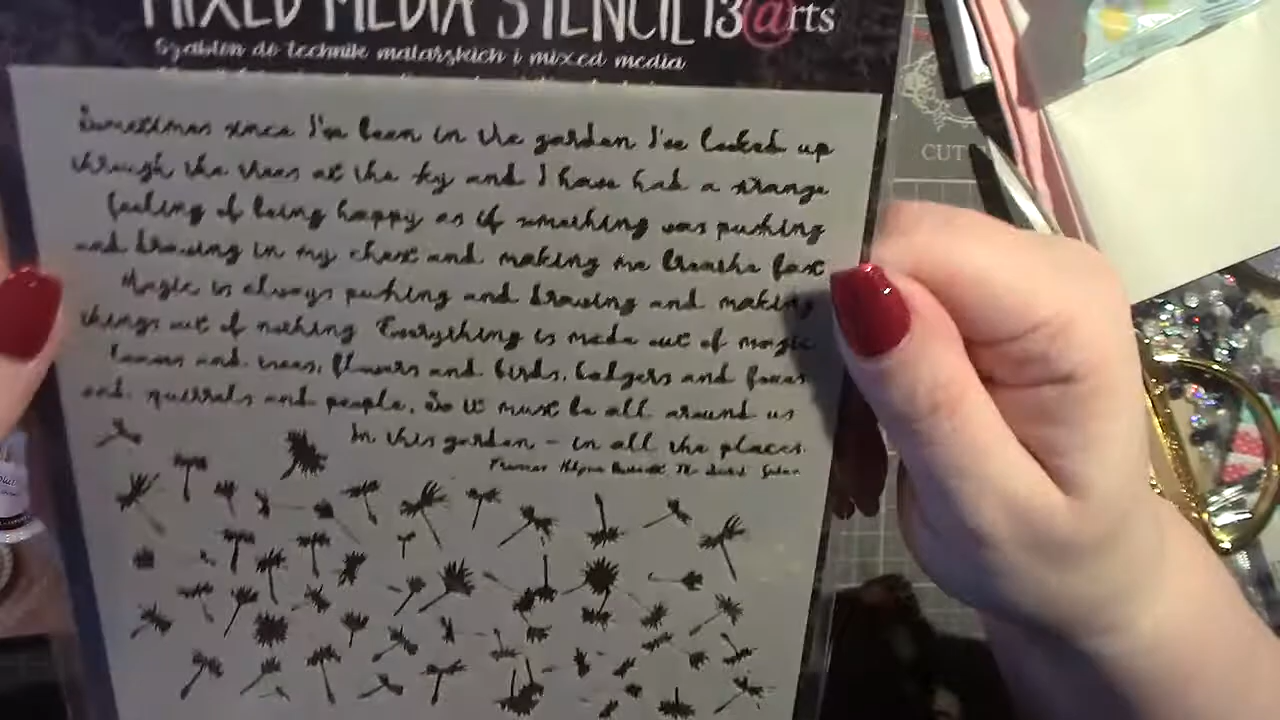 MIXED MEDIA STENCIL 13@rts
Szablon do technik malarskich i mixed media
Sometimes since I've been in the garden I've looked up
through the trees at the sky and I have had a strange
feeling of being happy as if something was pushing
and drawing in my chest and making me breathe fast
Magic is always pushing and drawing and making
things out of nothing Everything is made out of magic
leaves and trees, flowers and birds, badgers and foxes
and squirrels and people. So it must be all around us
In this garden - in all the places.
CUT